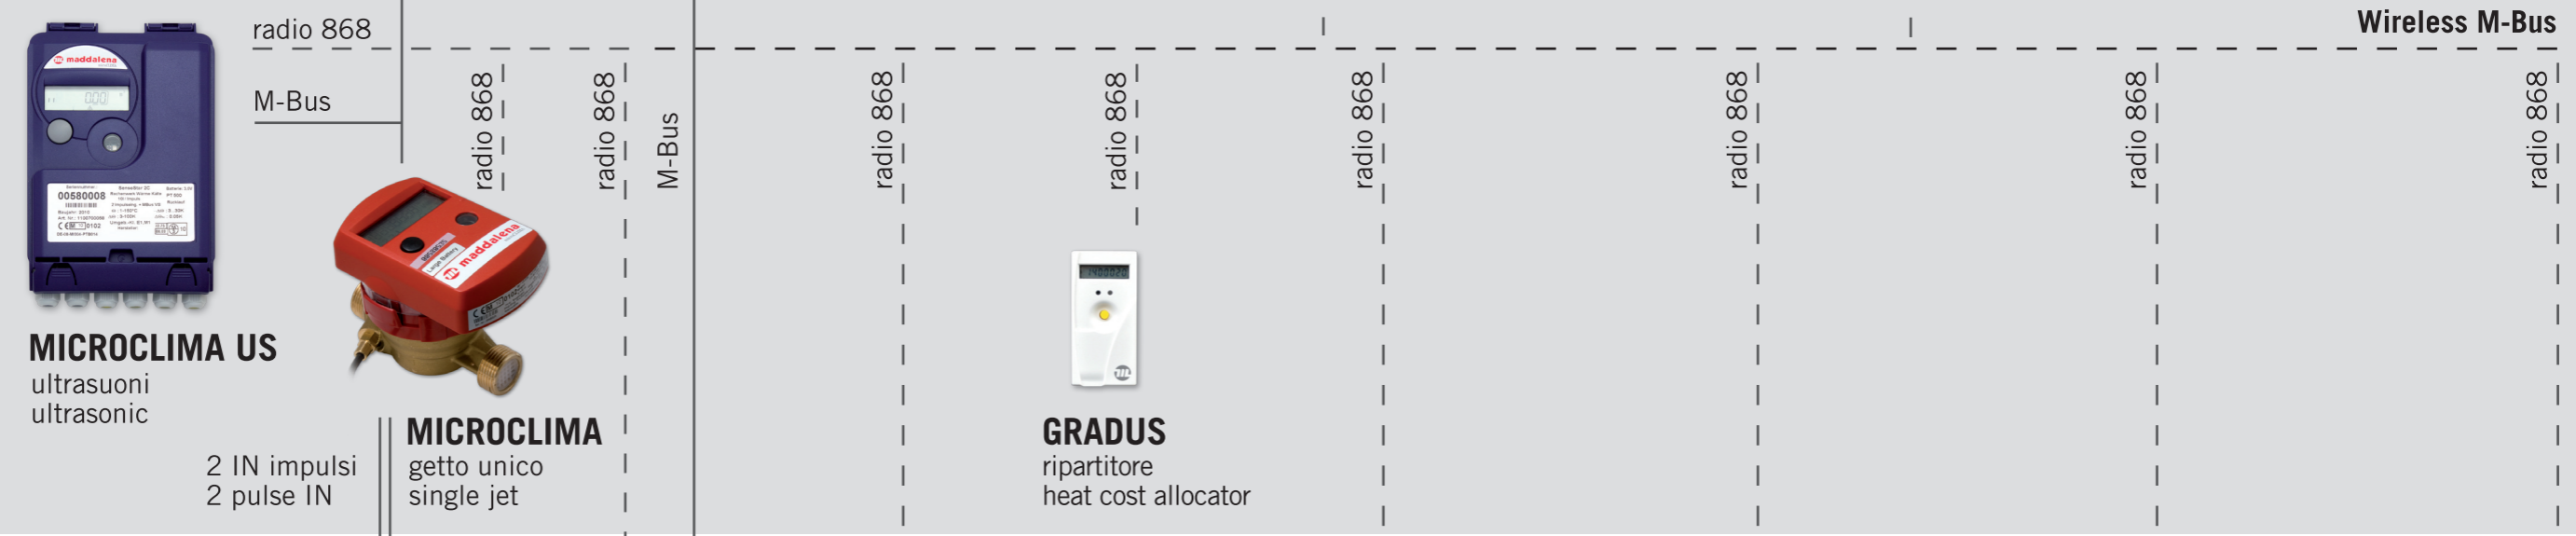 radio 868
Wireless M-Bus
M-Bus
radio 868
radio 868
M-Bus
radio 868
radio 868
radio 868
radio 868
radio 868
radio 868
maddalena
00580008
maddalena
MICROCLIMA US
ultrasuoni
ultrasonic
2 IN impulsi
2 pulse IN
MICROCLIMA
getto unico
single jet
GRADUS
ripartitore
heat cost allocator